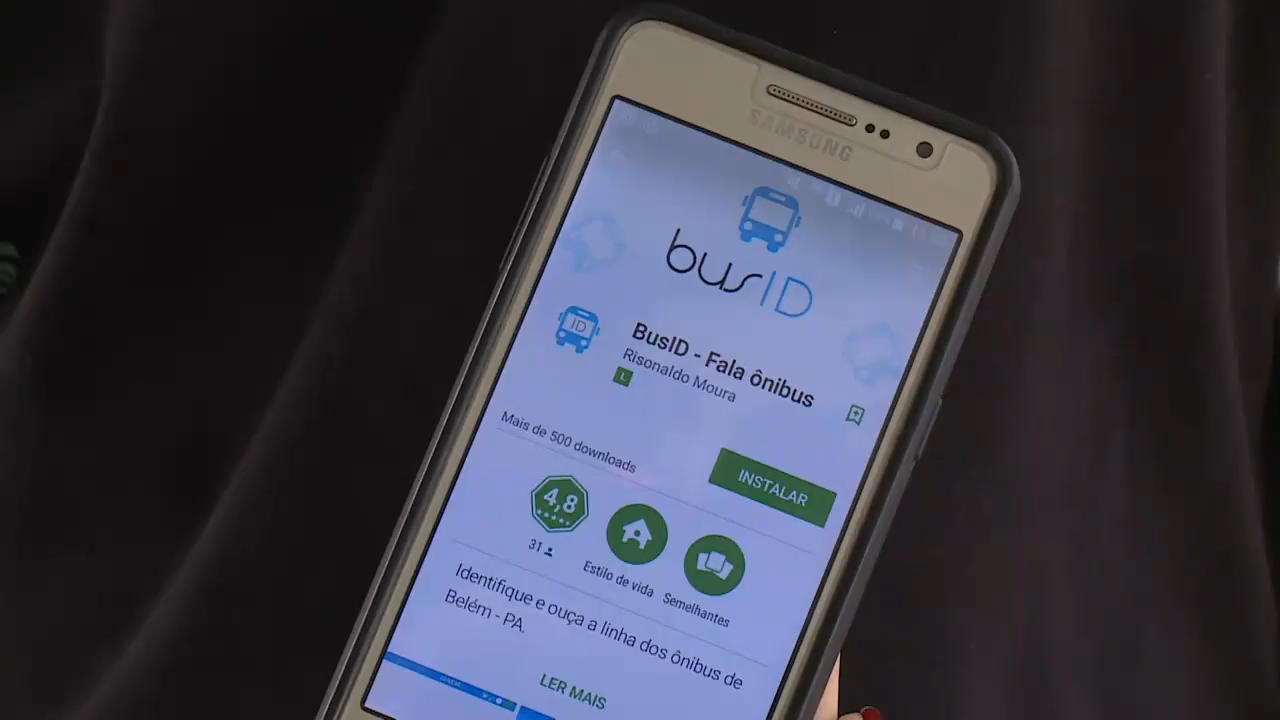 SAMSUNG
busID
ID
BusID - Fala ônibus
Risonaldo Moura
L
Mais de 500 downloads
INSTALAR
4,8
31
Estilo de vida
Semelhantes
Identifique e ouça a linha dos ônibus de
Belém - PA.
LER MAIS